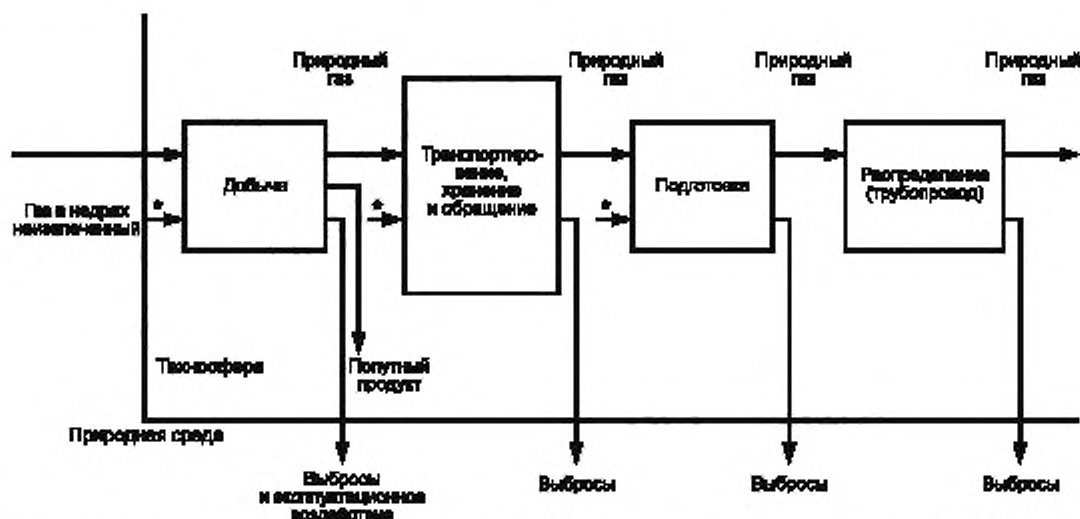 Природный
газ
Природный
газ
Природный
газ
Природный
газ
Добыча
Транспортиро-
вание,
хранение
и обращение
Подготовка
Распределение
(трубопровод)
*
*
*
Газ в недрах
неизвлеченный
Техносфера
Попутный
продукт
Природная среда
Выбросы
и эксплуатационное
воздействие
Выбросы
Выбросы
Выбросы